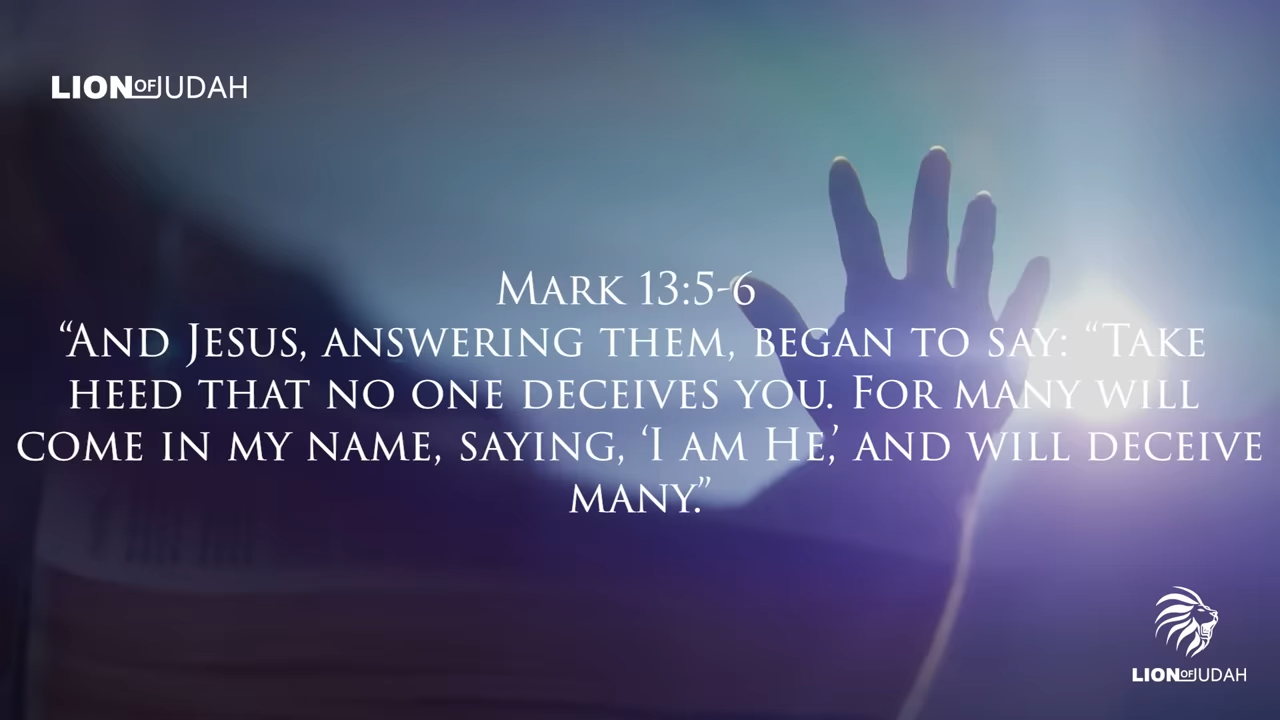 LION OF JUDAH
Mark 13:5-6
“And Jesus, answering them, began to say: “Take
heed that no one deceives you. For many will
come in my name, saying, ‘I am He,’ and will deceive
many.”
LION OF JUDAH